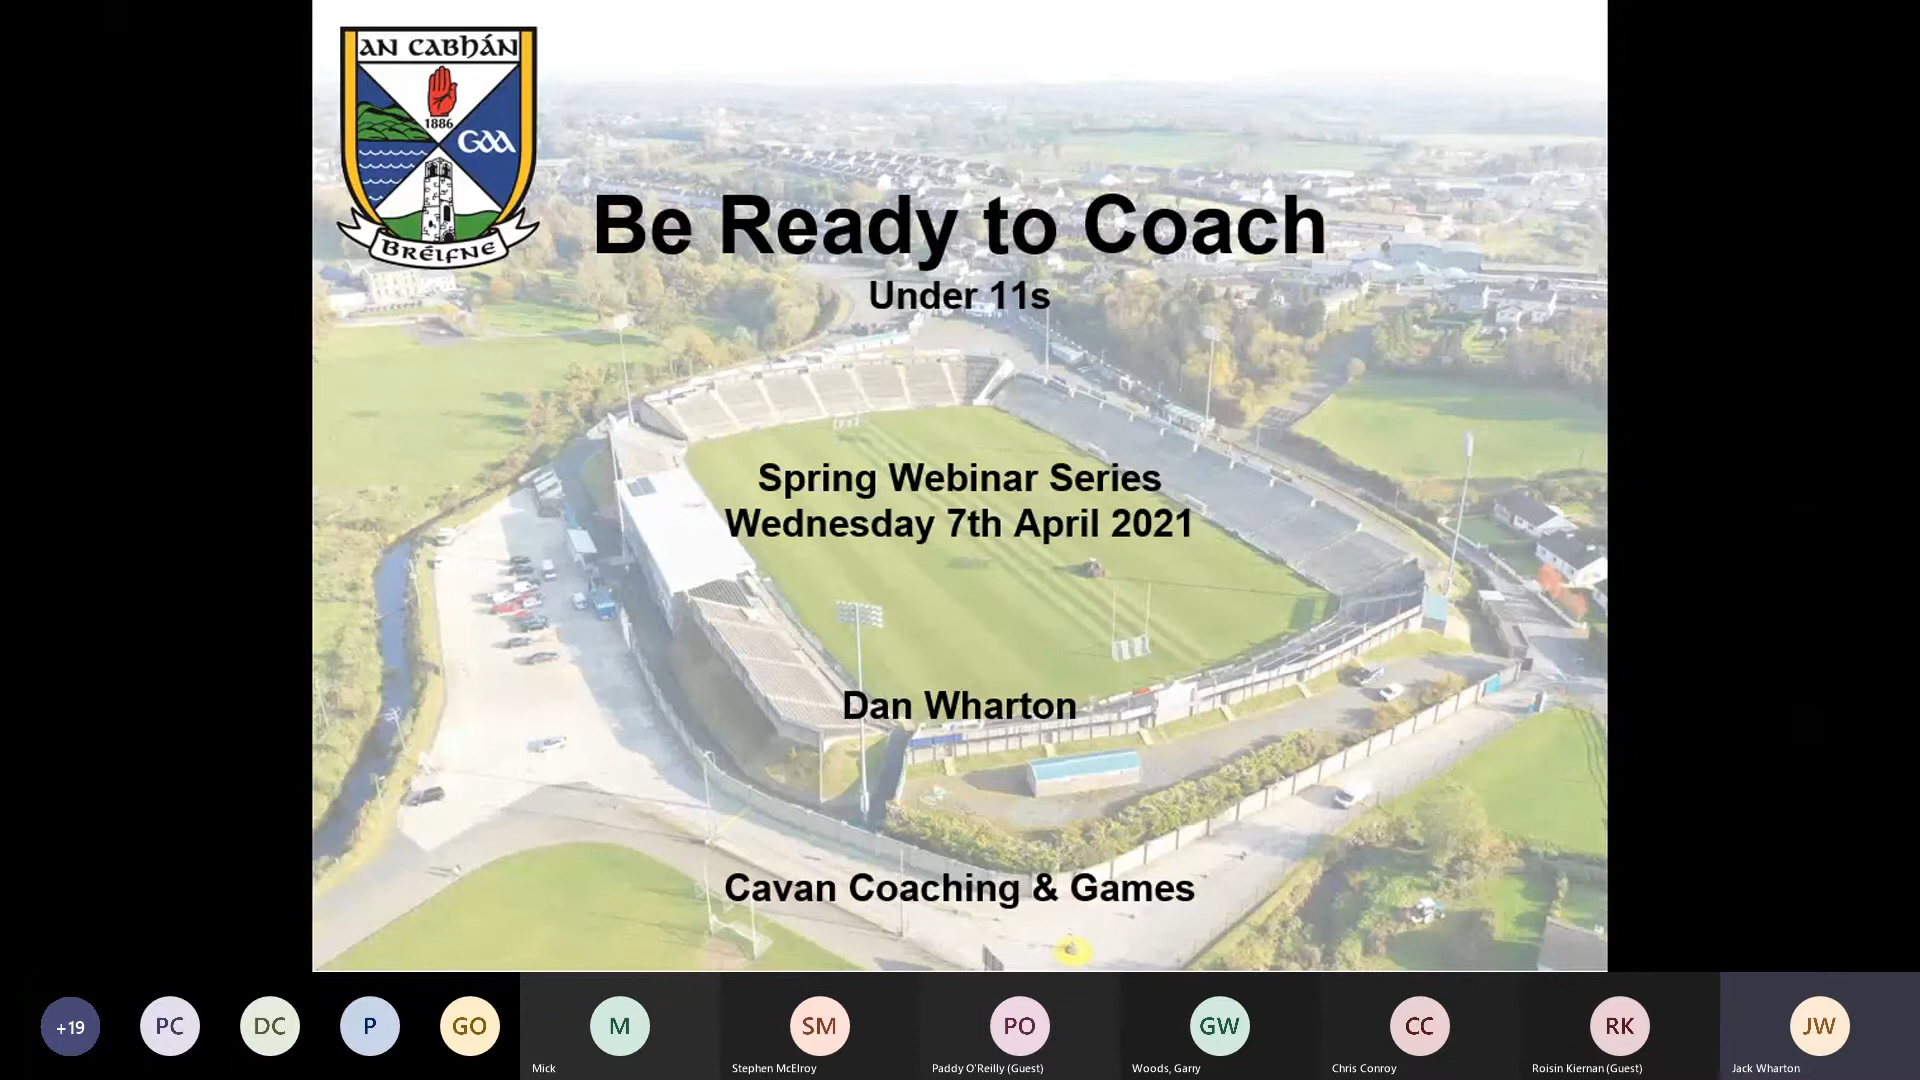 AN CABHÁN
1886
GAA
BRÉIFNE
Be Ready to Coach
Under 11s
Spring Webinar Series
Wednesday 7th April 2021
Dan Wharton
Cavan Coaching & Games
+19
PC
DC
P
GO
M
SM
PO
GW
CC
RK
JW
Mick
Stephen McElroy
Paddy O'Reilly (Guest)
Woods, Garry
Chris Conroy
Roisin Kiernan (Guest)
Jack Wharton